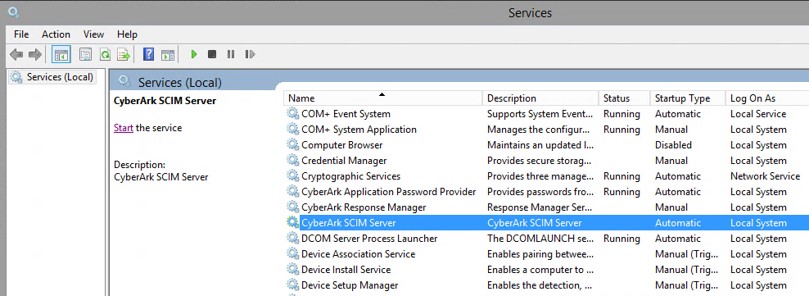 Services
File Action View Help
Services (Local)
Services (Local)
CyberArk SCIM Server
Start the service
Description:
CyberArk SCIM Server
Name Description Status Startup Type Log On As
COM+ Event System Supports System Event... Running Automatic Local Service
COM+ System Application Manages the configur... Running Manual Local System
Computer Browser Maintains an updated l... Disabled Local System
Credential Manager Provides secure storag... Manual Local System
Cryptographic Services Provides three manage... Running Automatic Network Service
CyberArk Application Password Provider Provides passwords fro... Running Automatic Local System
CyberArk Response Manager Response Manager Ser... Manual Local System
CyberArk SCIM Server CyberArk SCIM Server Automatic Local System
DCOM Server Process Launcher The DCOMLAUNCH se... Running Automatic Local System
Device Association Service Enables pairing betwee... Manual (Trig... Local System
Device Install Service Enables a computer to ... Manual (Trig... Local System
Device Setup Manager Enables the detection, ... Manual (Trig... Local System